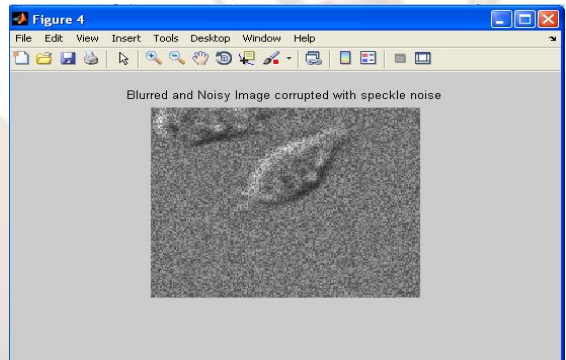 Figure 4
File Edit View Insert Tools Desktop Window Help
Blurred and Noisy Image corrupted with speckle noise